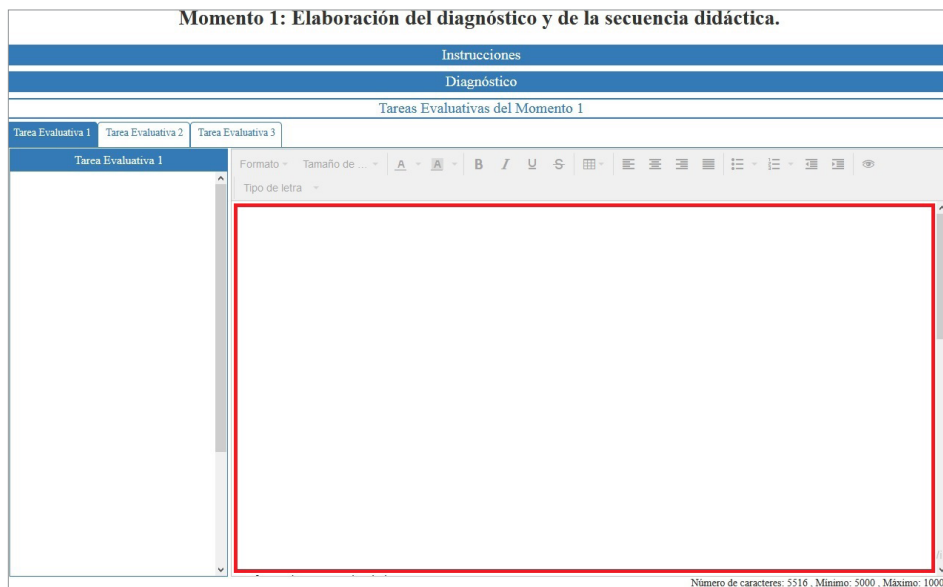 Momento 1: Elaboración del diagnóstico y de la secuencia didáctica.
Instrucciones
Diagnóstico
Tareas Evaluativas del Momento 1
Tarea Evaluativa 1 Tarea Evaluativa 2 Tarea Evaluativa 3
Tarea Evaluativa 1
Formato Tamaño de ... A A B I U S
Tipo de letra
Número de caracteres: 5516 , Mínimo: 5000 , Máximo: 1000